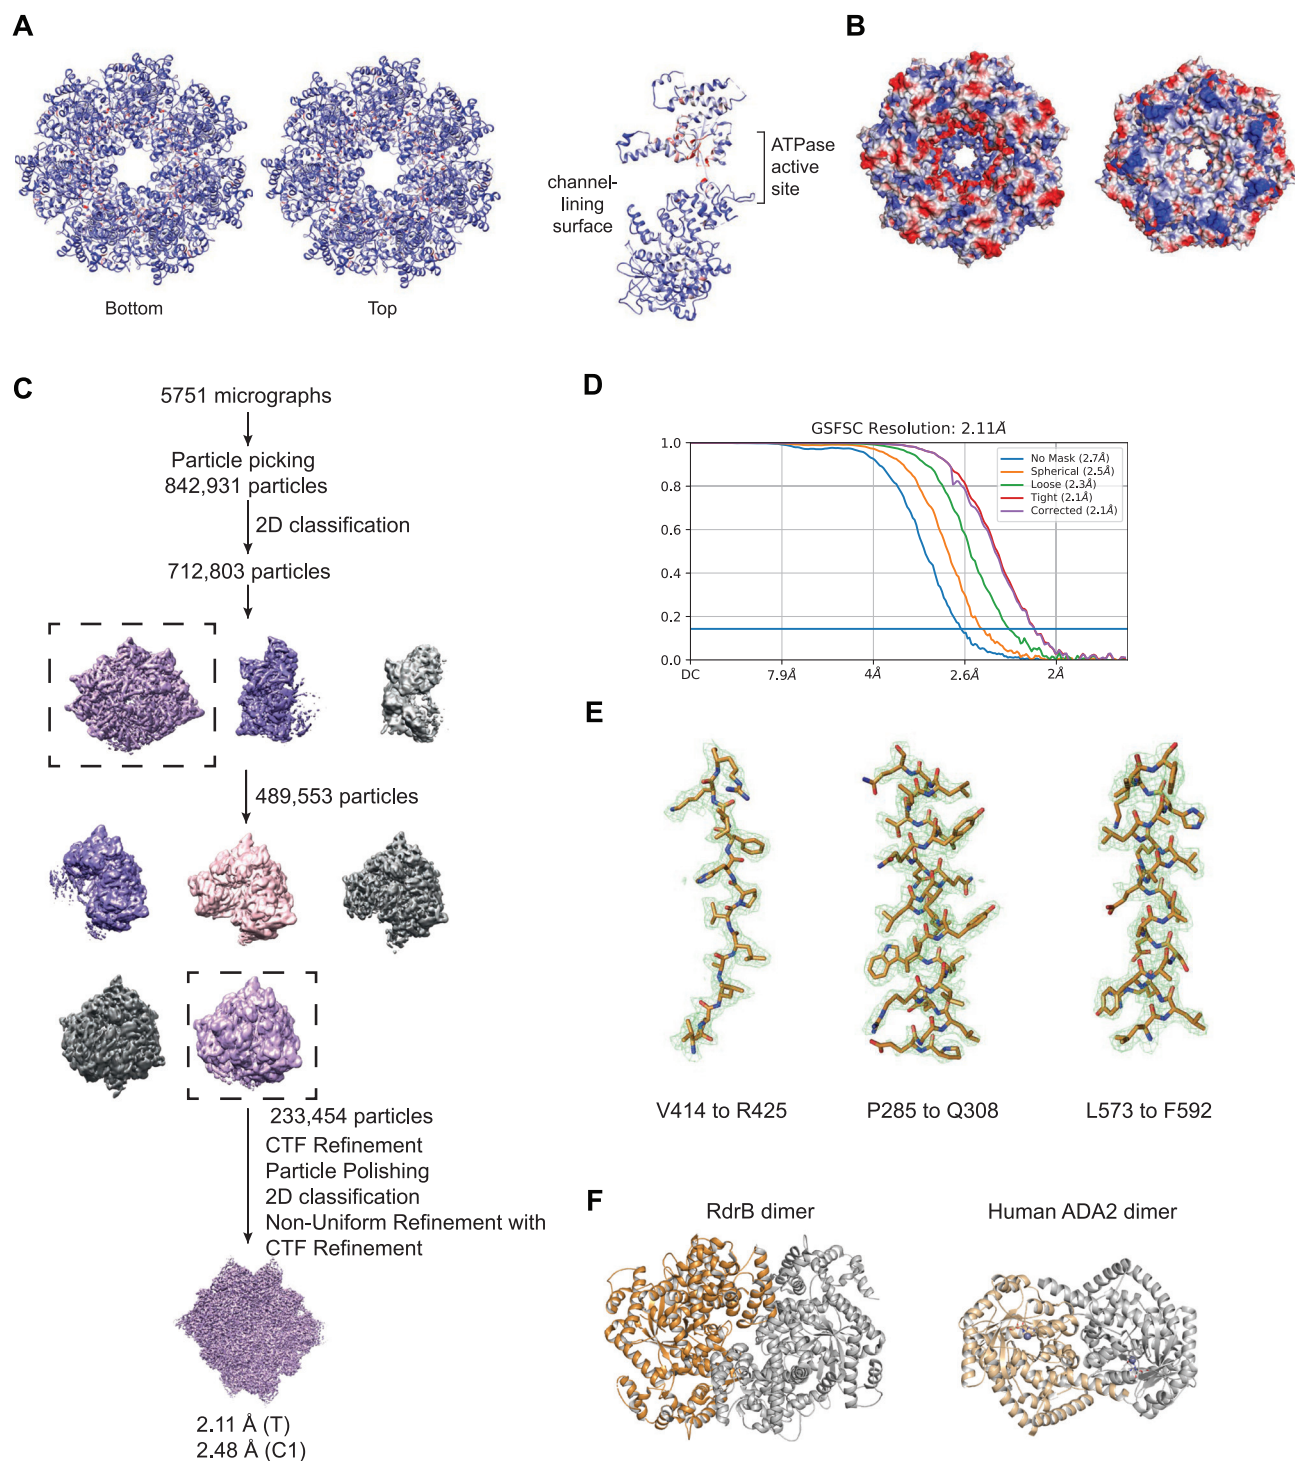 A
B
Bottom
Top
channel-
lining
surface
ATPase
active
site
C
5751 micrographs
Particle picking
842,931 particles
2D classification
712,803 particles
489,553 particles
233,454 particles
CTF Refinement
Particle Polishing
2D classification
Non-Uniform Refinement with
CTF Refinement
2.11 Å (T)
2.48 Å (C1)
D
GSFSC Resolution: 2.11Å
1.0
0.8
0.6
0.4
0.2
0.0
DC
7.9Å
4Å
2.6Å
2Å
No Mask (2.7Å)
Spherical (2.5Å)
Loose (2.3Å)
Tight (2.1Å)
Corrected (2.1Å)
E
V414 to R425
P285 to Q308
L573 to F592
F
RdrB dimer
Human ADA2 dimer